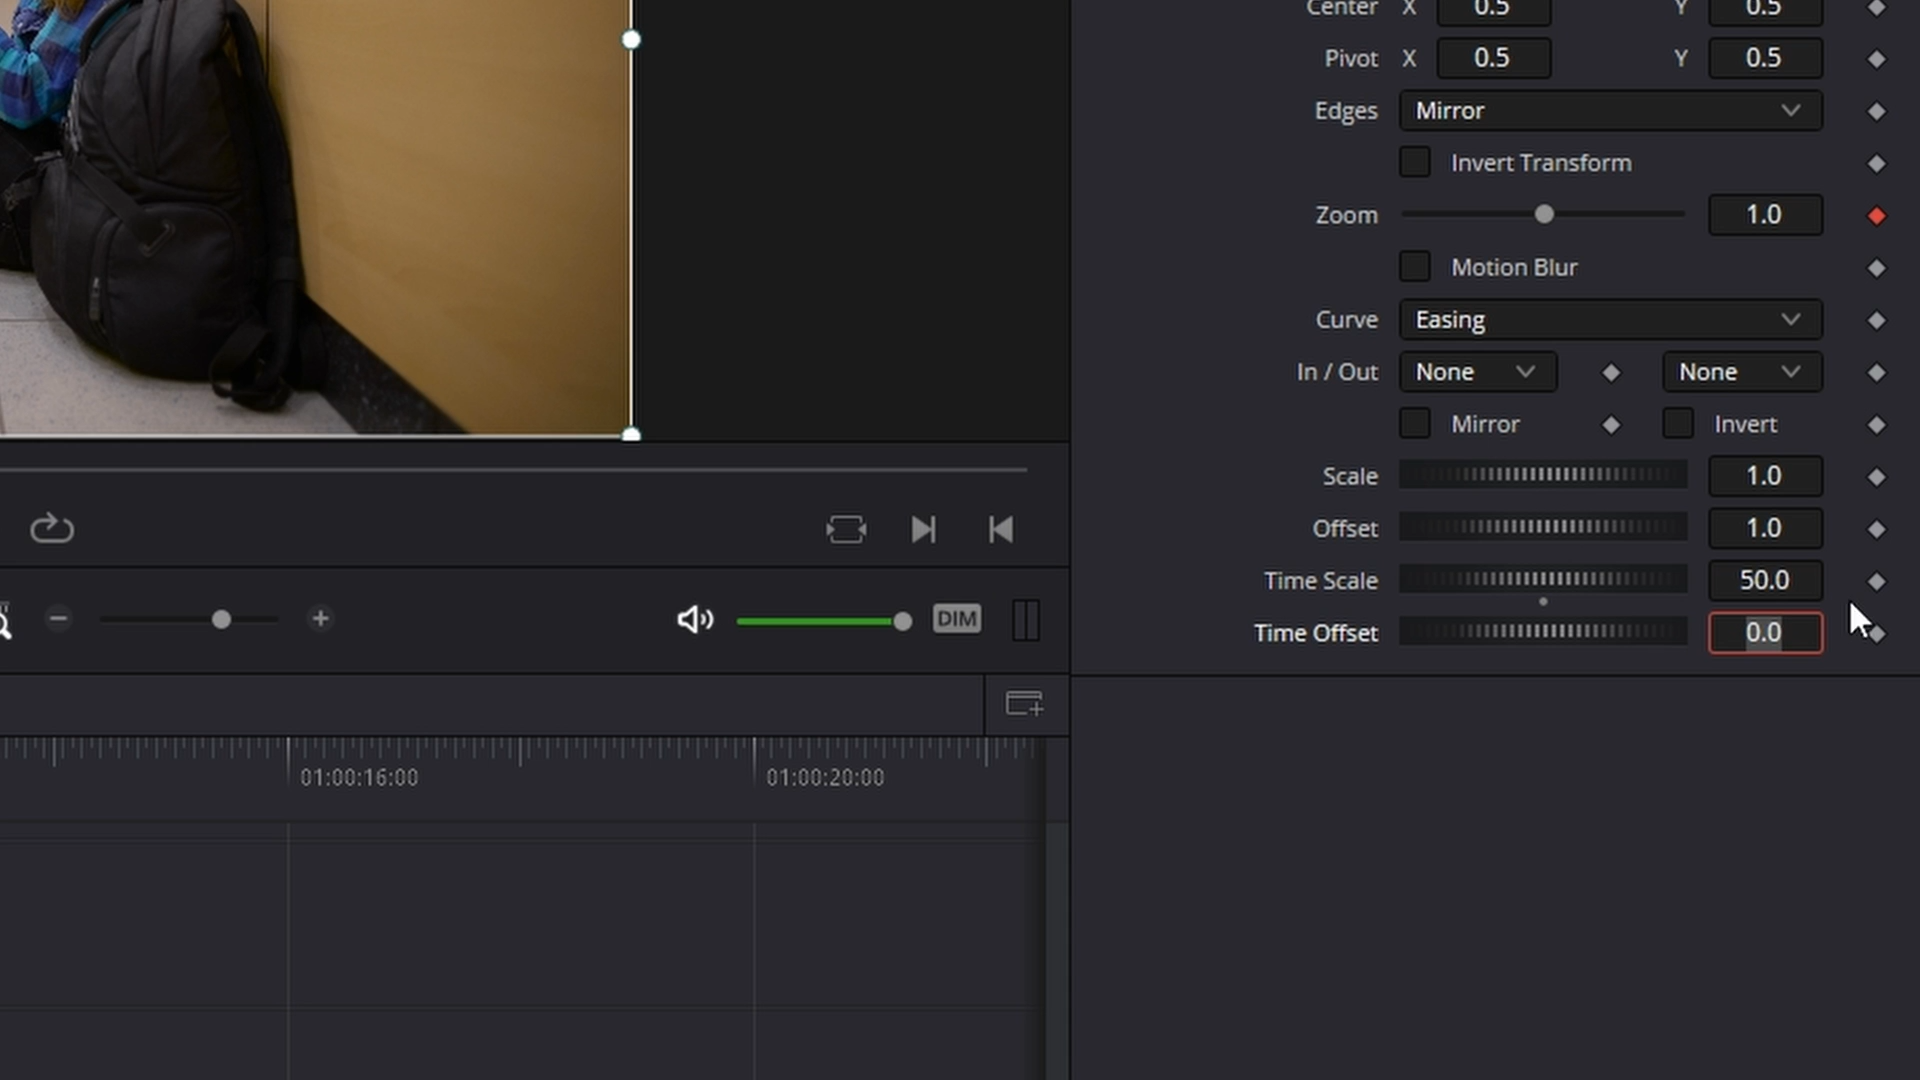 Center X 0.5 Y 0.5
Pivot X 0.5 Y 0.5
Edges Mirror
Invert Transform
Zoom 1.0
Motion Blur
Curve Easing
In / Out None None
Mirror Invert
Scale 1.0
Offset 1.0
Time Scale 50.0
Time Offset 0.0
DIM
01:00:16:00 01:00:20:00